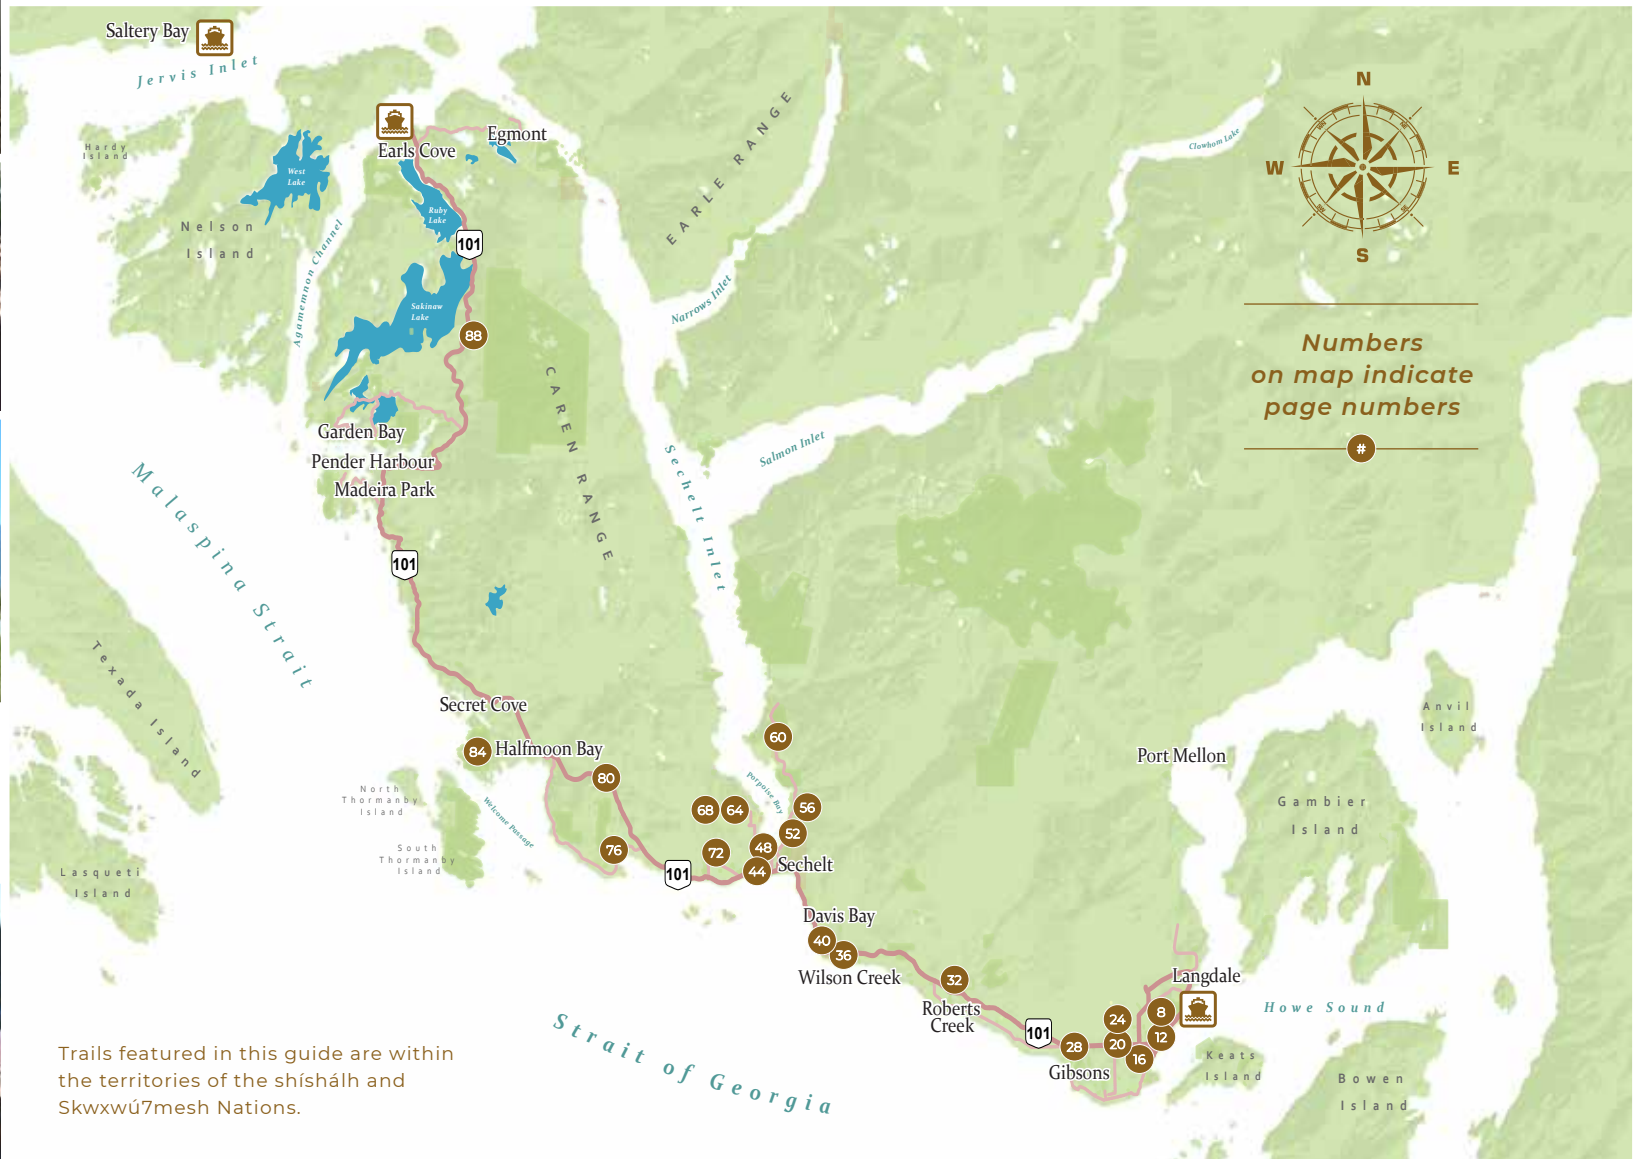 Saltery Bay
Jervis Inlet
Hardy
Island
West
Lake
Nelson
Island
Earls Cove
Egmont
Ruby
Lake
101
Agamemnon Channel
Sakinaw
Lake
88
EARLE RANGE
Narrows Inlet
Clowhom Lake
N
W
E
S
NW
NE
SW
SE
Numbers
on map indicate
page numbers
#
CAREN RANGE
Garden Bay
Pender Harbour
Madeira Park
Salmon Inlet
Sechelt Inlet
Malaspina Strait
101
Texada Island
Secret Cove
84
Halfmoon Bay
80
60
Anvil
Island
Port Mellon
Gambier
Island
North
Thormanby
Island
Welcome Passage
South
Thormanby
Island
Lasqueti
Island
Porpoise Bay
68
64
56
52
76
72
48
101
44
Sechelt
Davis Bay
40
36
Wilson Creek
32
Roberts
Creek
Langdale
Howe Sound
8
24
101
12
28
20
16
Gibsons
Keats
Island
Bowen
Island
Strait of Georgia
Trails featured in this guide are within
the territories of the shíshálh and
Skwxwú7mesh Nations.